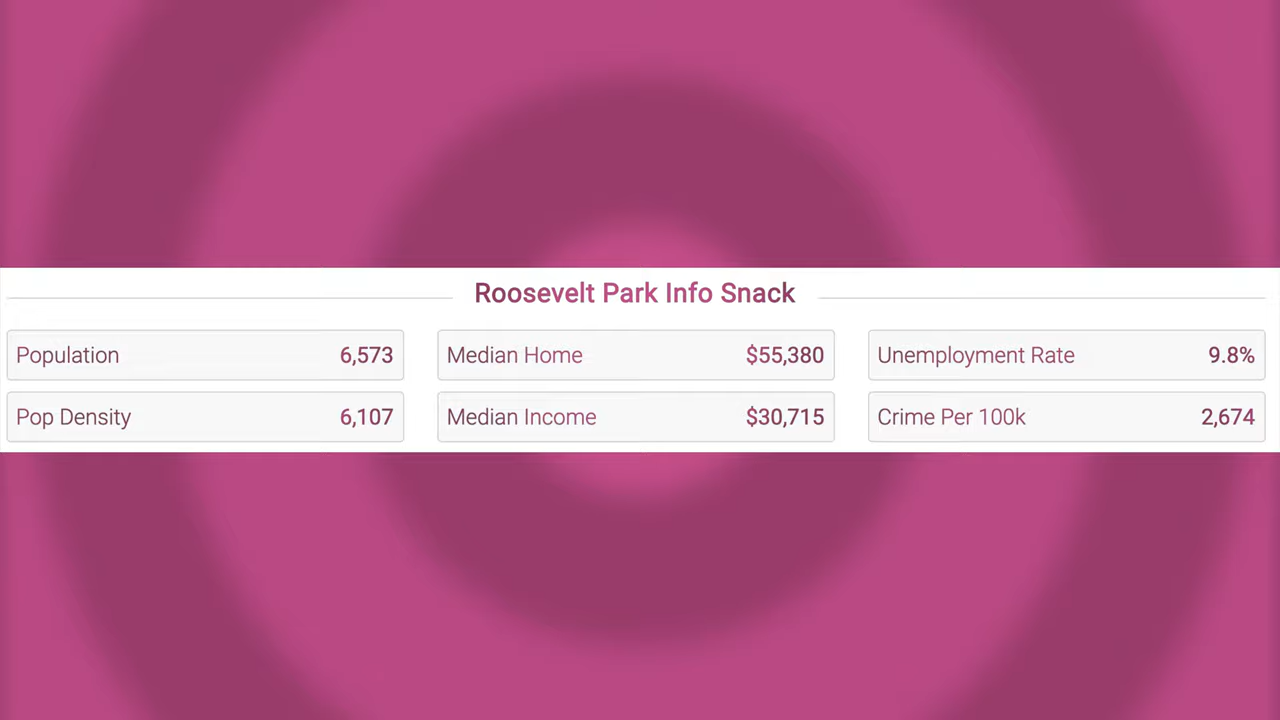 Roosevelt Park Info Snack
Population 6,573
Median Home $55,380
Unemployment Rate 9.8%
Pop Density 6,107
Median Income $30,715
Crime Per 100k 2,674